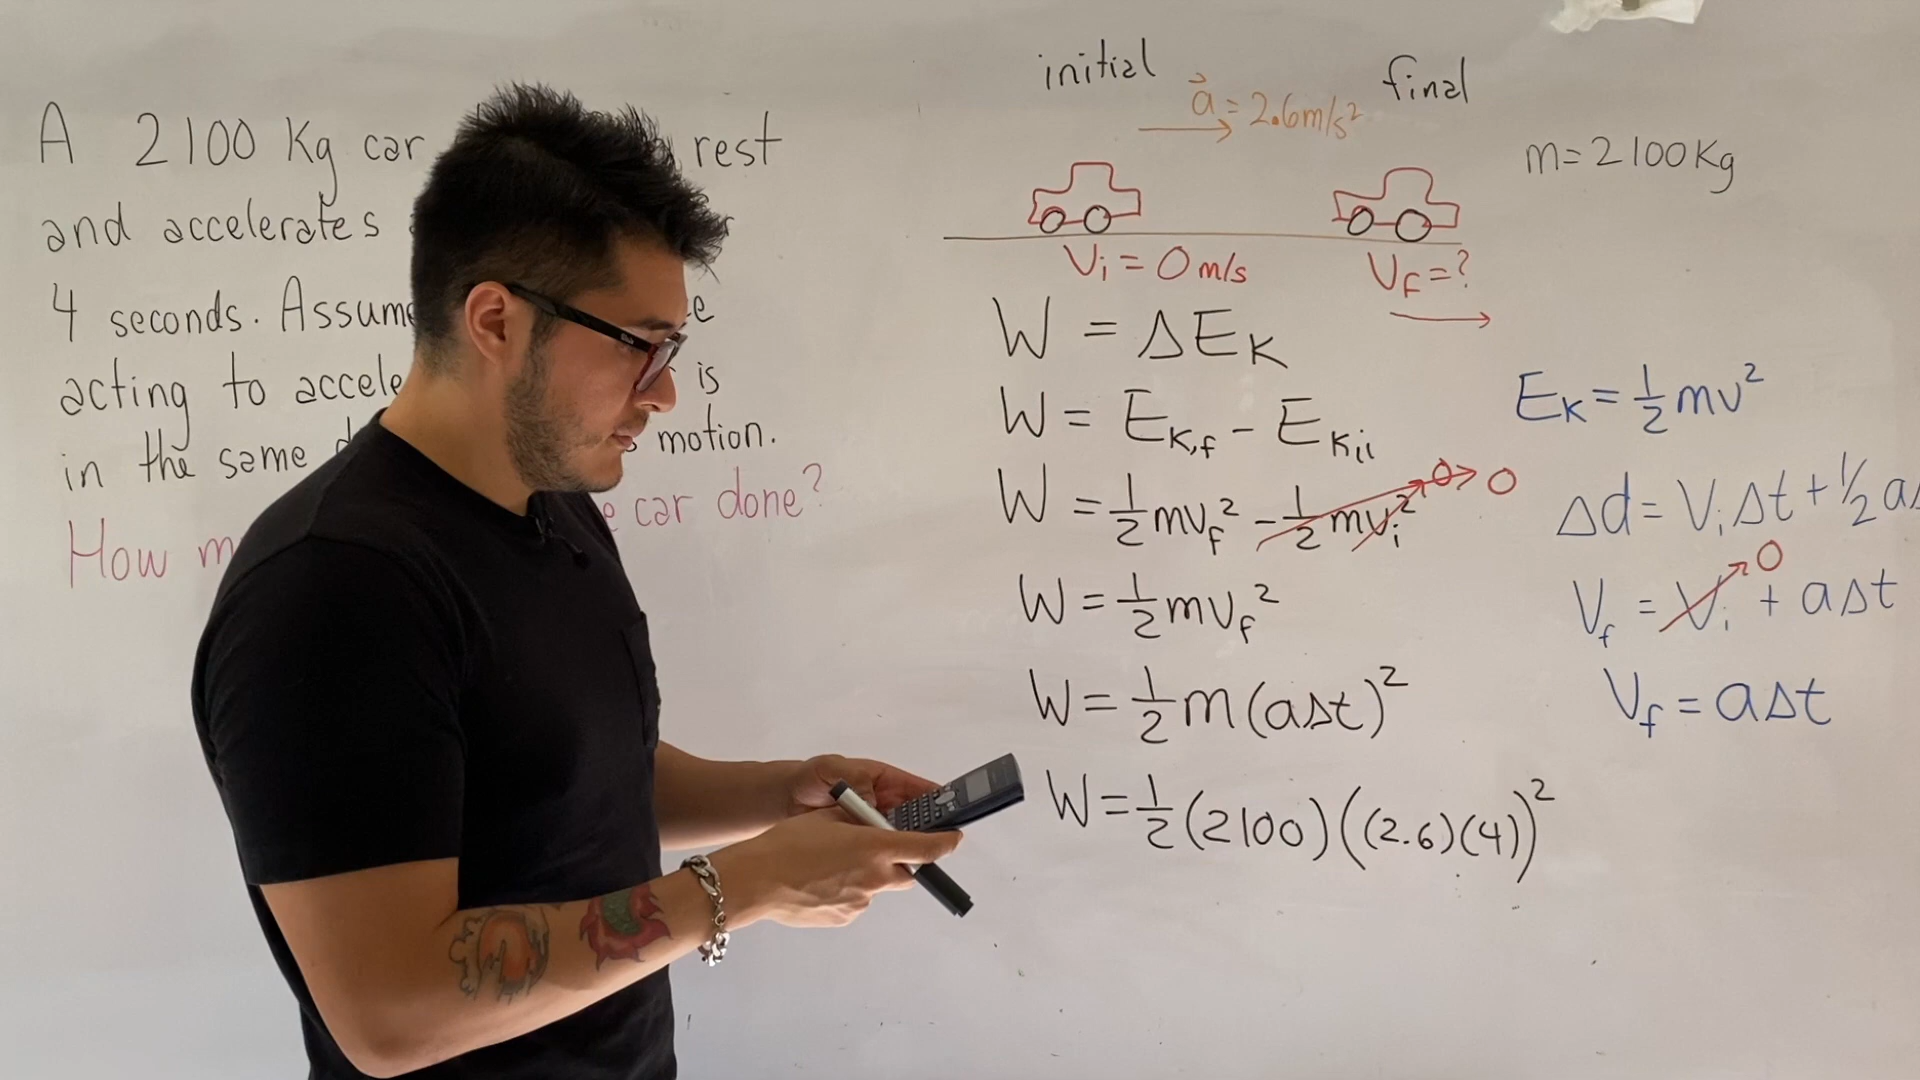 A 2100 Kg car rest
and accelerates
4 seconds. Assume
acting to accele is
in the same motion.
How m car done?
initial
a⃗ = 2.6m/s²
final
m = 2100 Kg
Vi = 0 m/s
Vf = ?
W = ΔEK
W = EK,f - EK,i
W = ½mvf² - ½mvi² → 0
W = ½mvf²
W = ½m(aΔt)²
W = ½(2100)((2.6)(4))²
EK = ½mv²
Δd = ViΔt + ½ a
Vf = Vi → 0 + aΔt
Vf = aΔt